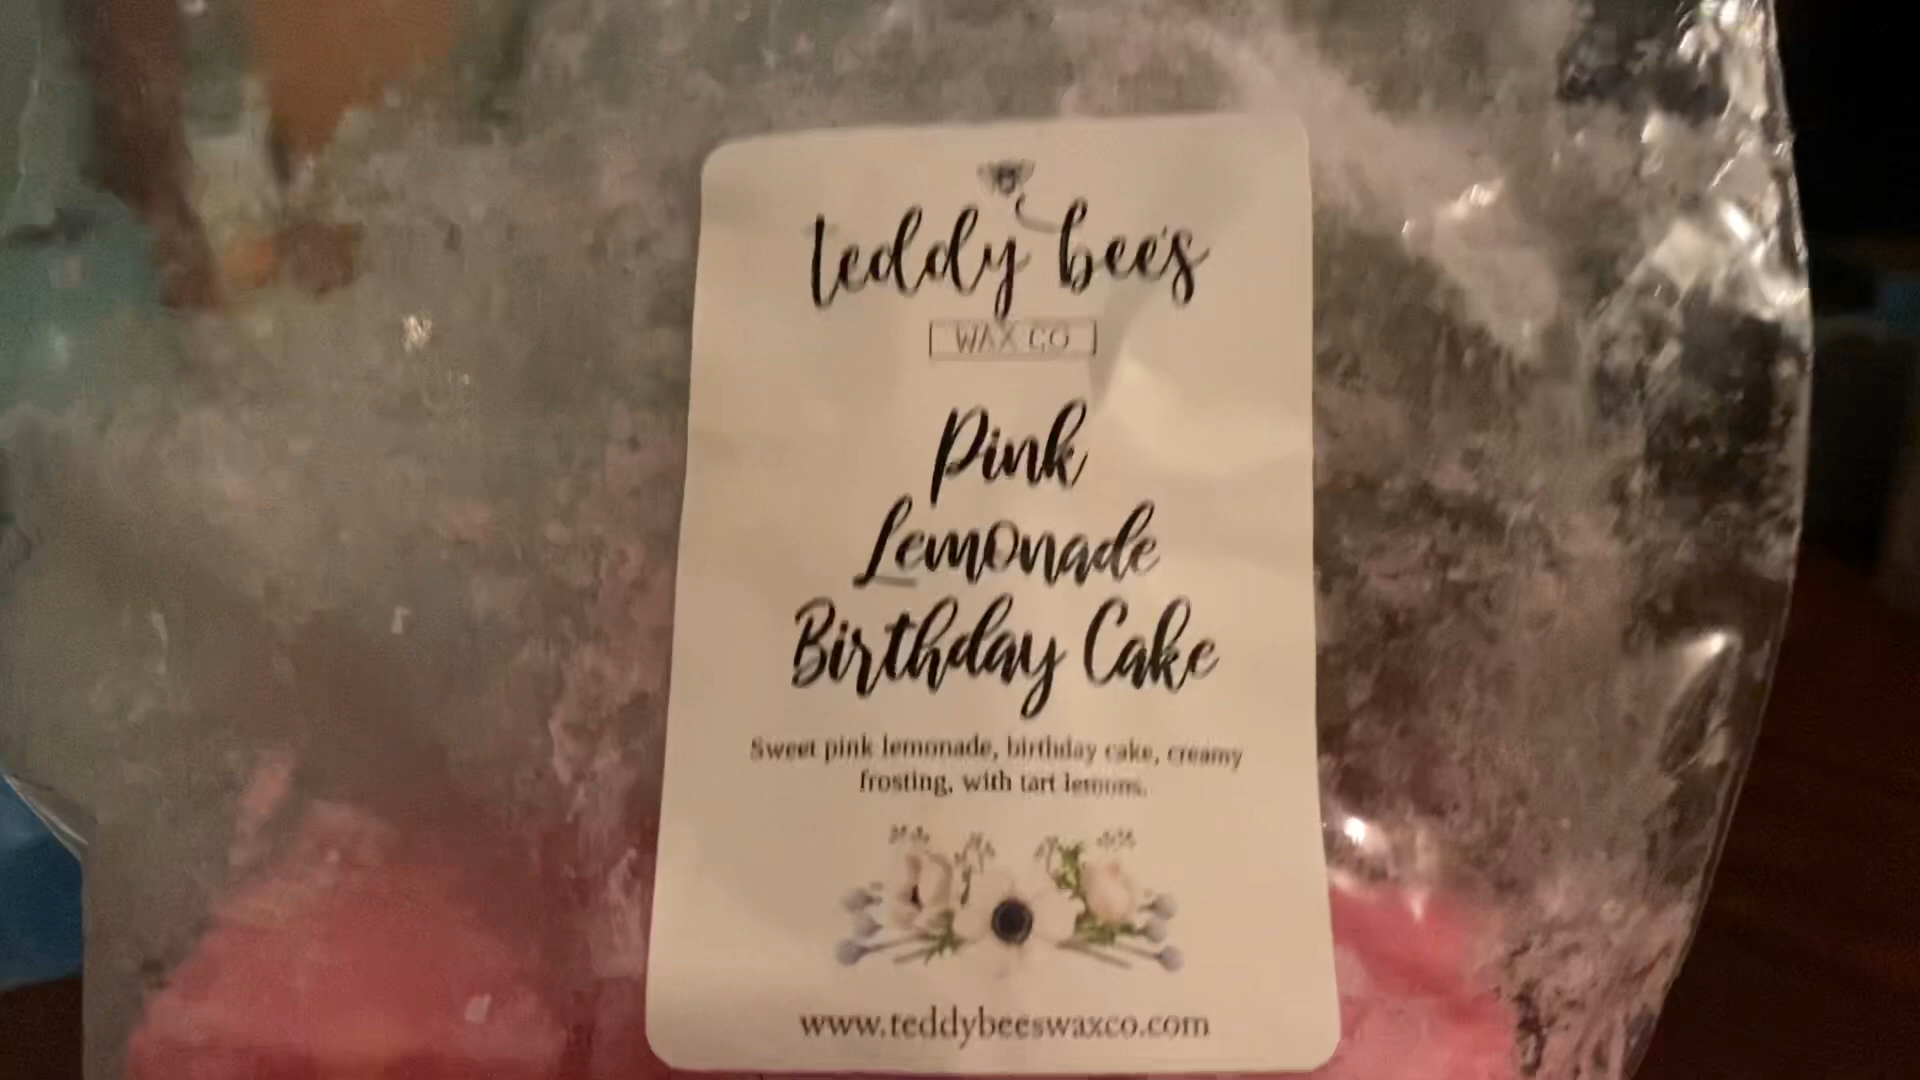 teddy bee's
WAX CO
Pink
Lemonade
Birthday Cake
Sweet pink lemonade, birthday cake, creamy
frosting, with tart lemons.
www.teddybeeswaxco.com